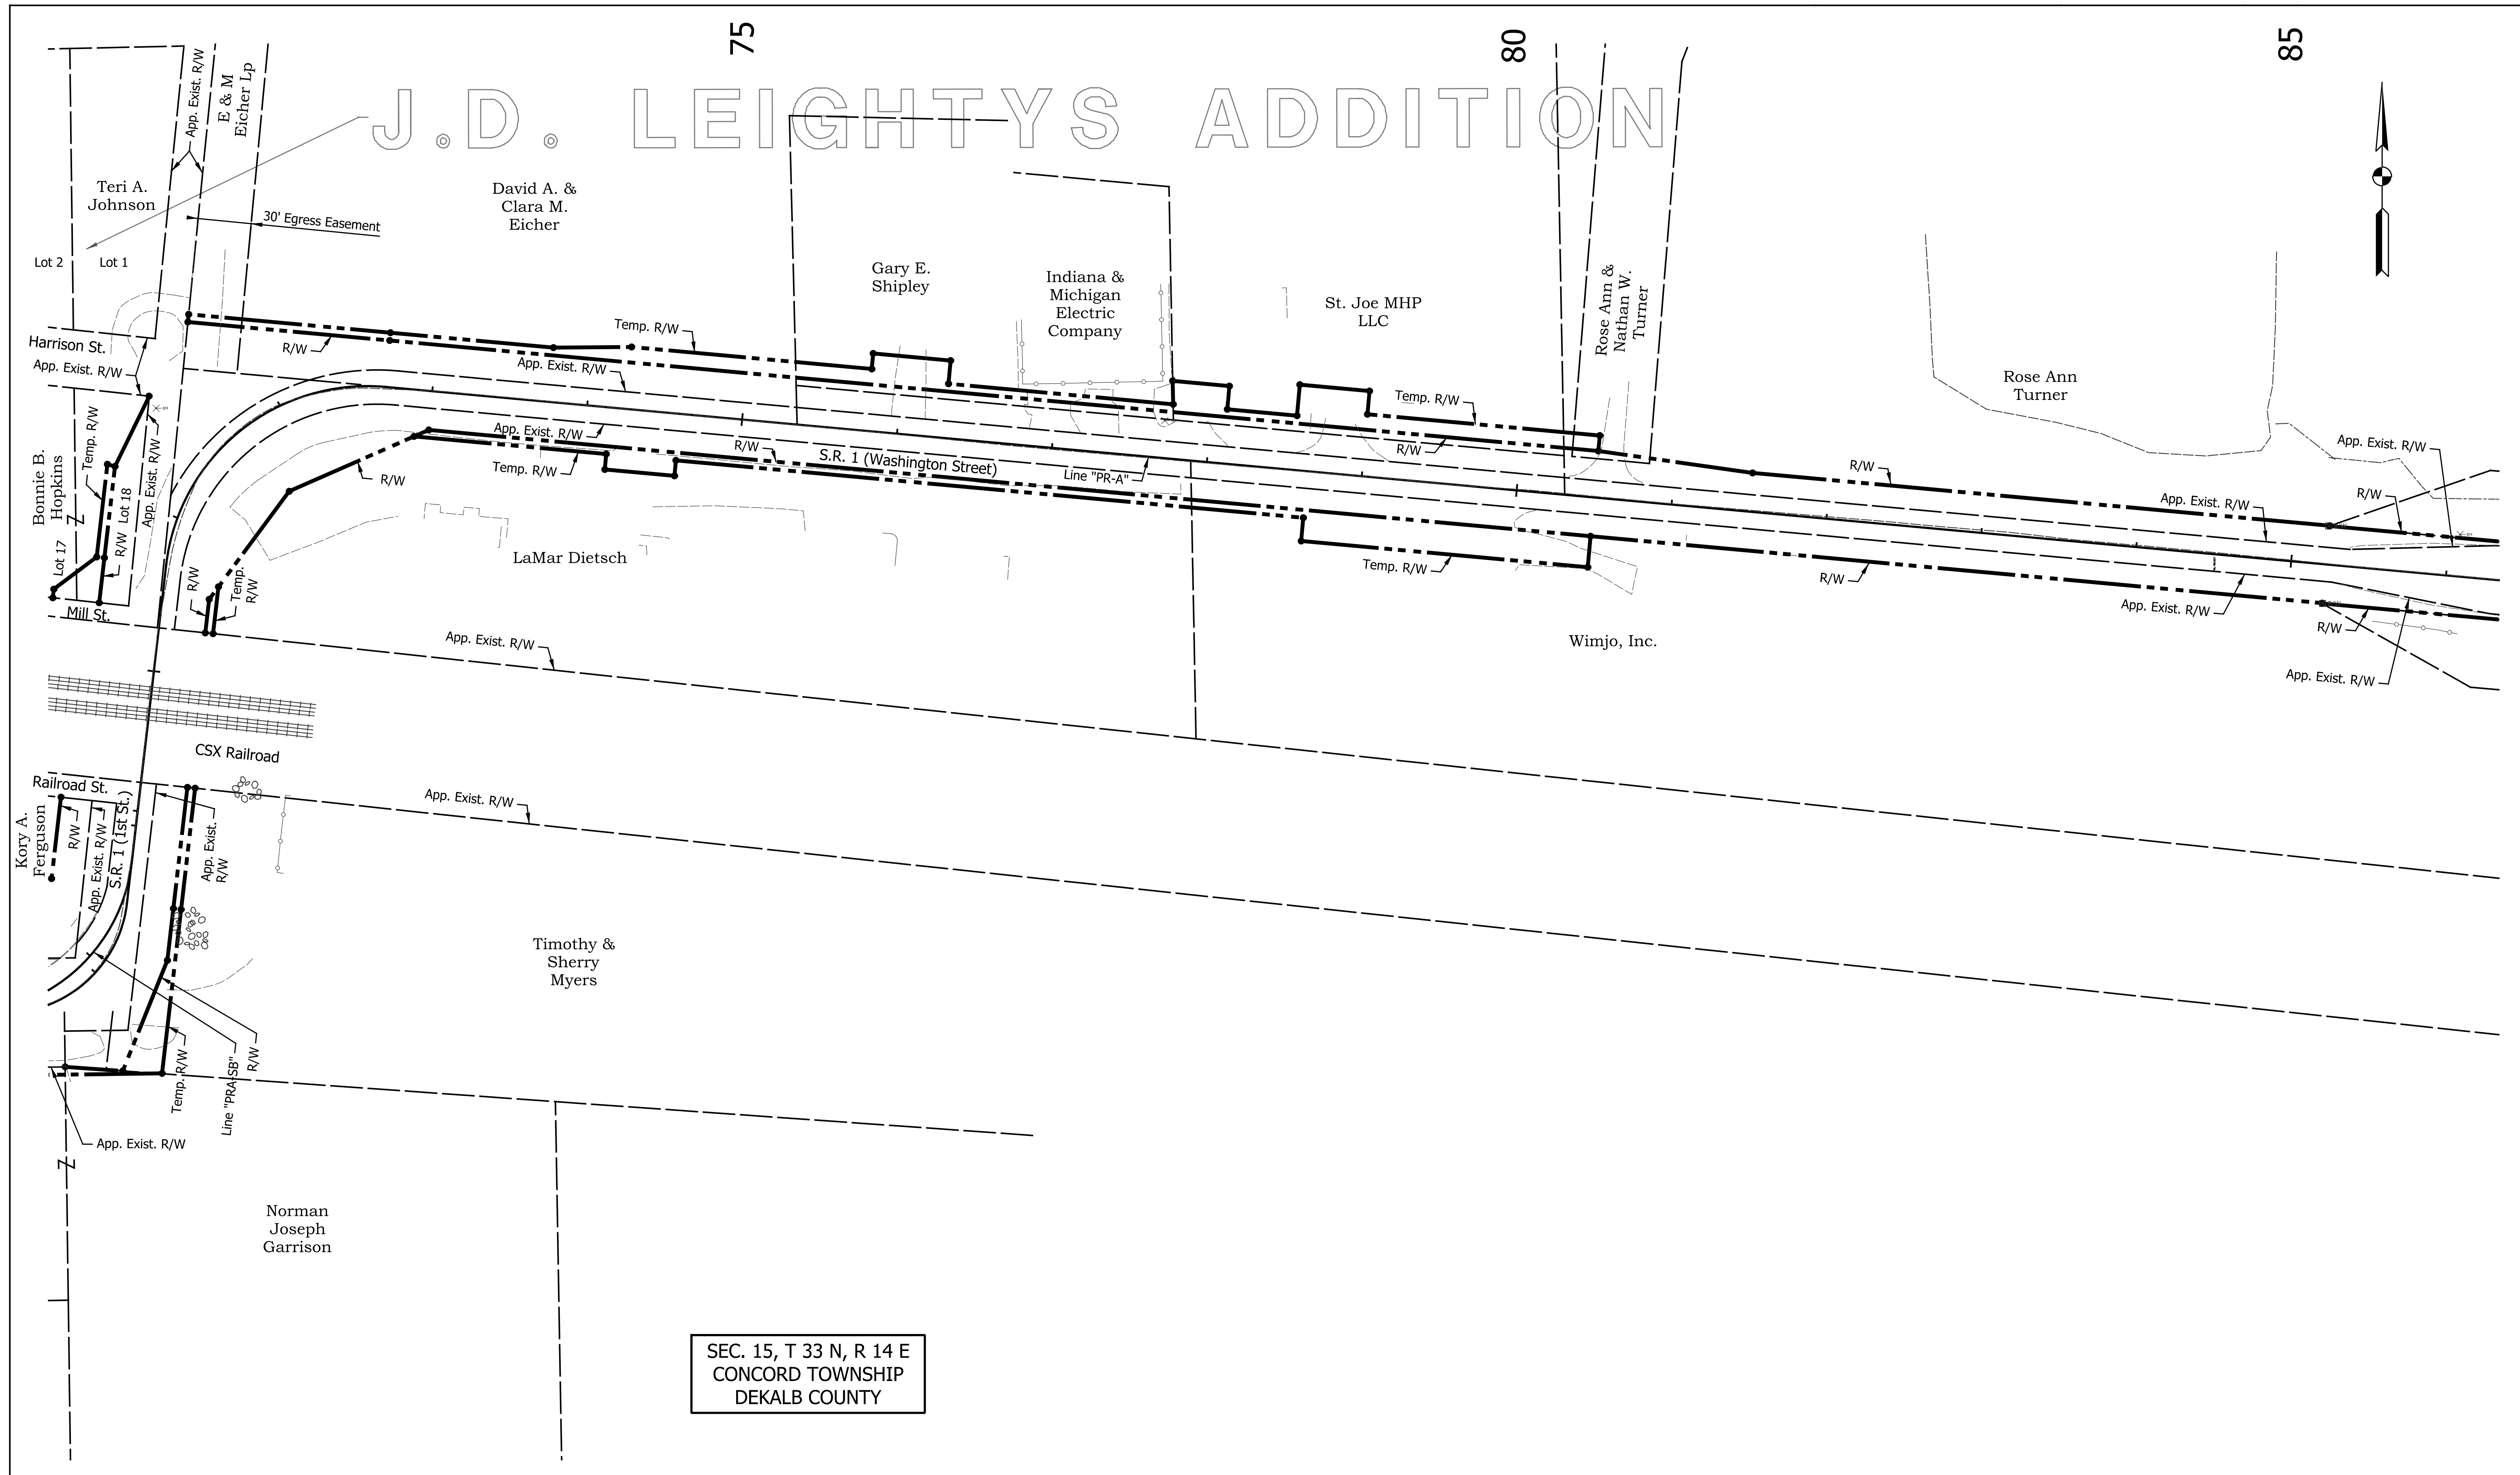 75
80
85
J.D. LEIGHTYS ADDITION
App. Exist. R/W
E & M
Eicher Lp
Teri A.
Johnson
30' Egress Easement
Lot 2
Lot 1
David A. &
Clara M.
Eicher
Gary E.
Shipley
Indiana &
Michigan
Electric
Company
St. Joe MHP
LLC
Rose Ann &
Nathan W.
Turner
Rose Ann
Turner
Harrison St.
App. Exist. R/W
R/W
Temp. R/W
App. Exist. R/W
Temp. R/W
R/W
R/W
App. Exist. R/W
R/W
App. Exist. R/W
Bonnie B.
Hopkins
Temp. R/W
Lot 17
Lot 18
R/W
App. Exist. R/W
Mill St.
R/W
Temp.
R/W
R/W
App. Exist. R/W
Temp. R/W
R/W
S.R. 1 (Washington Street)
Line "PR-A"
LaMar Dietsch
Temp. R/W
R/W
App. Exist. R/W
R/W
App. Exist. R/W
Wimjo, Inc.
App. Exist. R/W
CSX Railroad
Railroad St.
Kory A.
Ferguson
R/W
App. Exist. R/W
S.R. 1 (1st St.)
App. Exist.
R/W
App. Exist. R/W
Timothy &
Sherry
Myers
Temp. R/W
Line "PRA-SB"
R/W
App. Exist. R/W
Norman
Joseph
Garrison
SEC. 15, T 33 N, R 14 E
CONCORD TOWNSHIP
DEKALB COUNTY